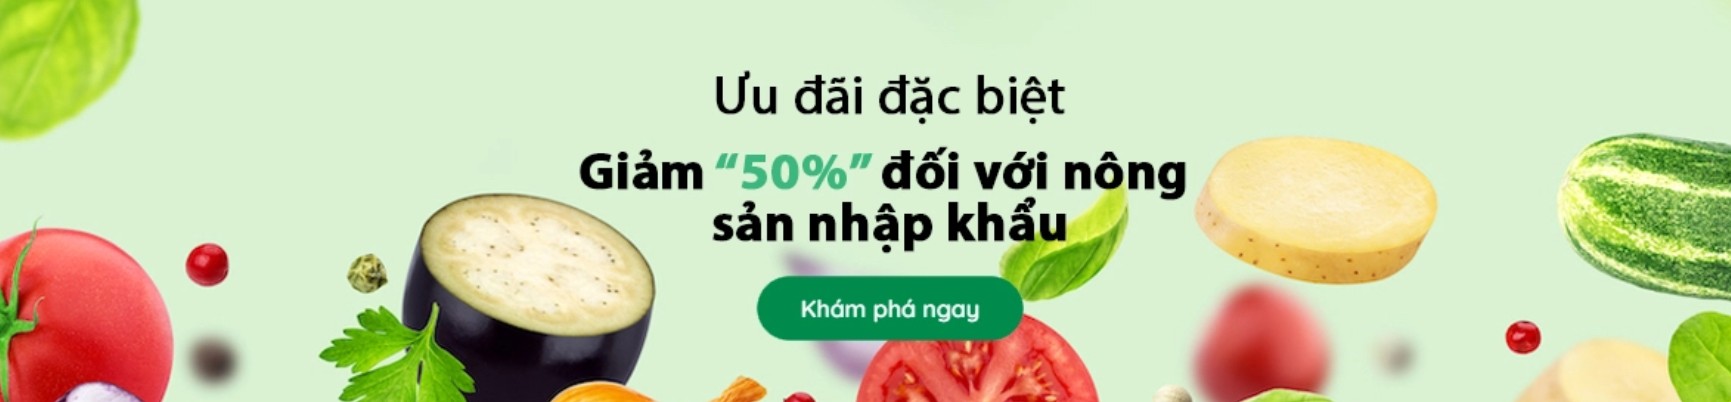 Ưu đãi đặc biệt
Giảm “50%” đối với nông
sản nhập khẩu
Khám phá ngay